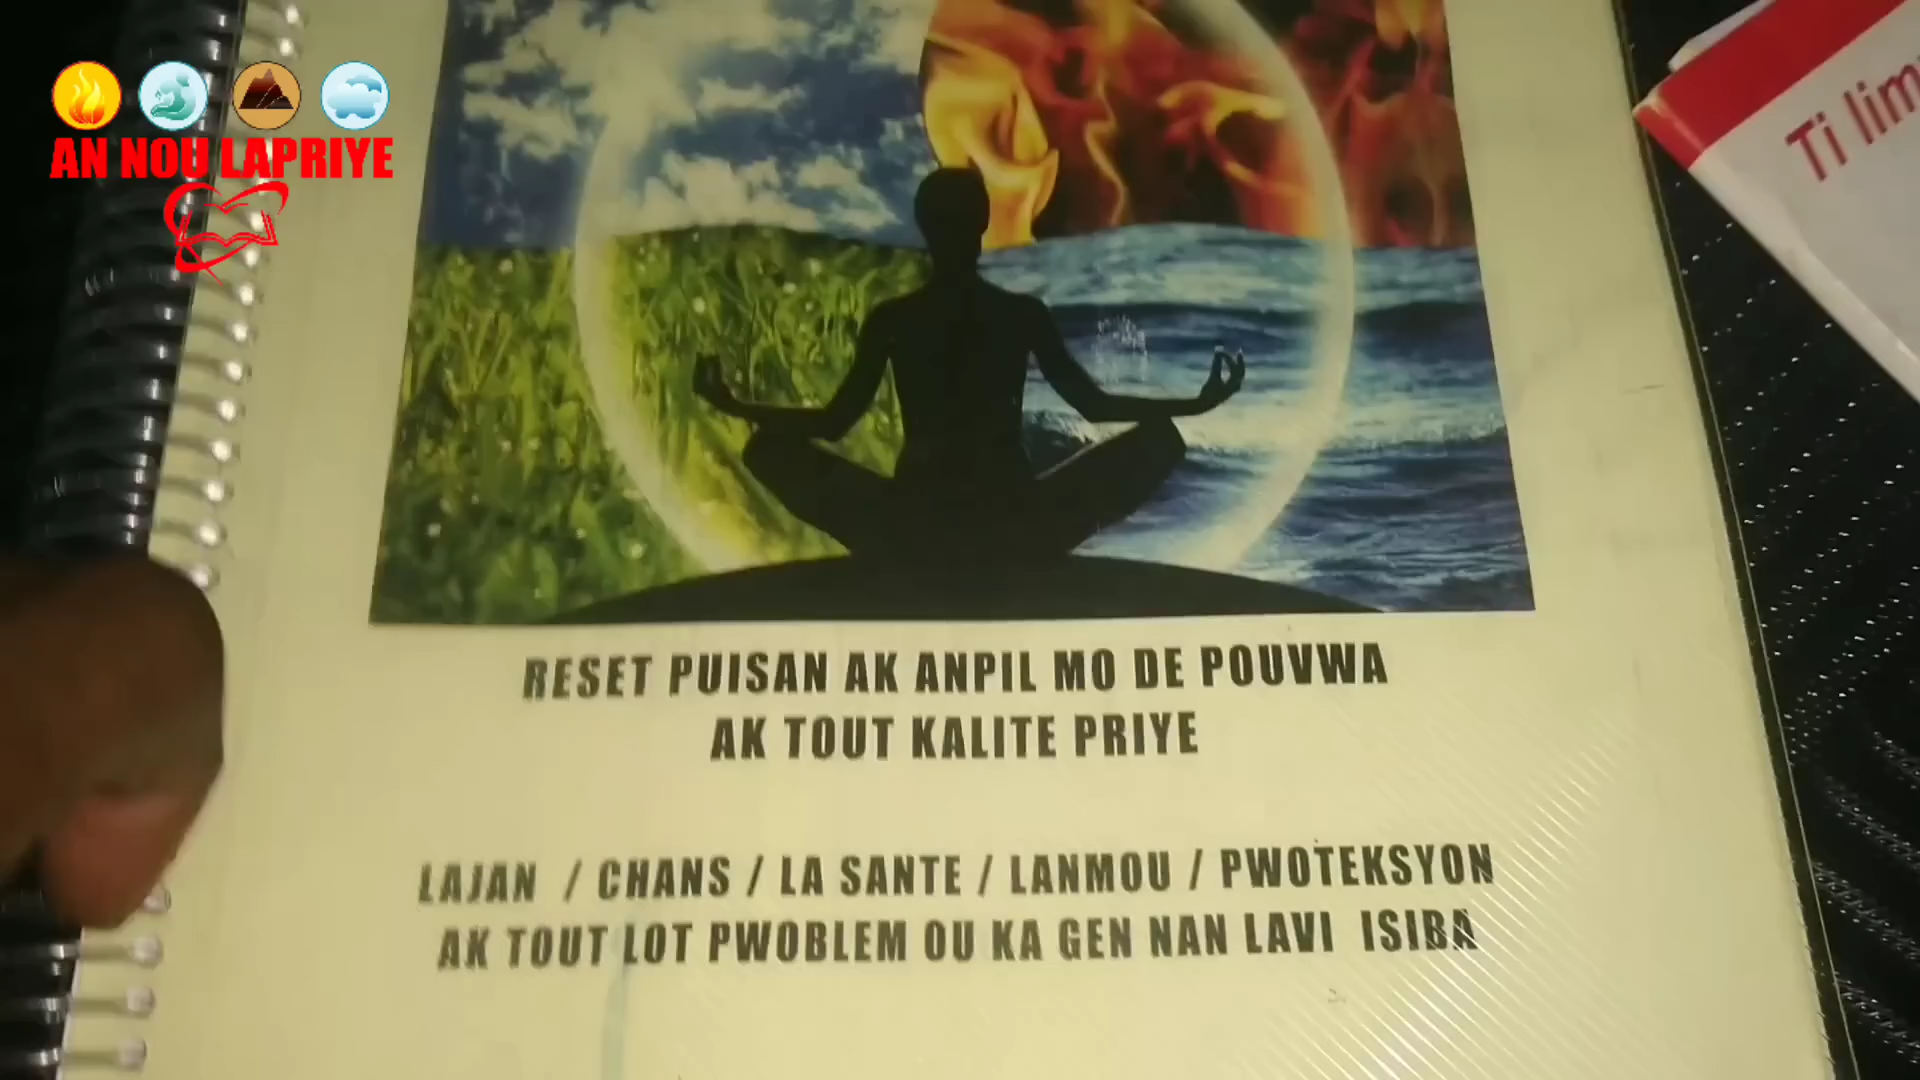 AN NOU LAPRIYE
Ti lim
RESET PUISAN AK ANPIL MO DE POUVWA
AK TOUT KALITE PRIYE
LAJAN / CHANS / LA SANTE / LANMOU / PWOTEKSYON
AK TOUT LOT PWOBLEM OU KA GEN NAN LAVI ISIBA